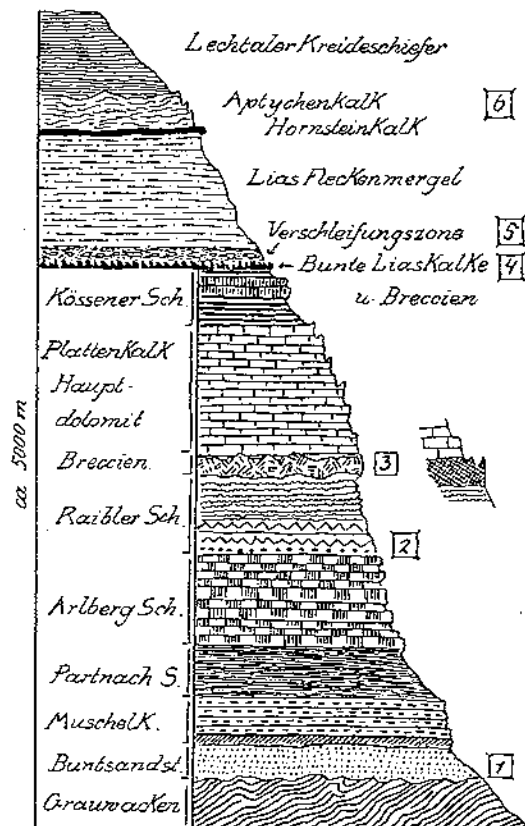 Lechtaler Kreideschiefer
Aptychenkalk 6
Hornsteinkalk
Lias Fleckenmergel
Verschleifungszone 5
Bunte Liaskalke 4
u. Breccien
Kössener Sch.
Plattenkalk
Haupt-
dolomit
ca 5000 m
Breccien. 3
Raibler Sch.
2
Arlberg Sch.
Partnach S.
Muschelk.
Buntsandst. 1
Grauwacken